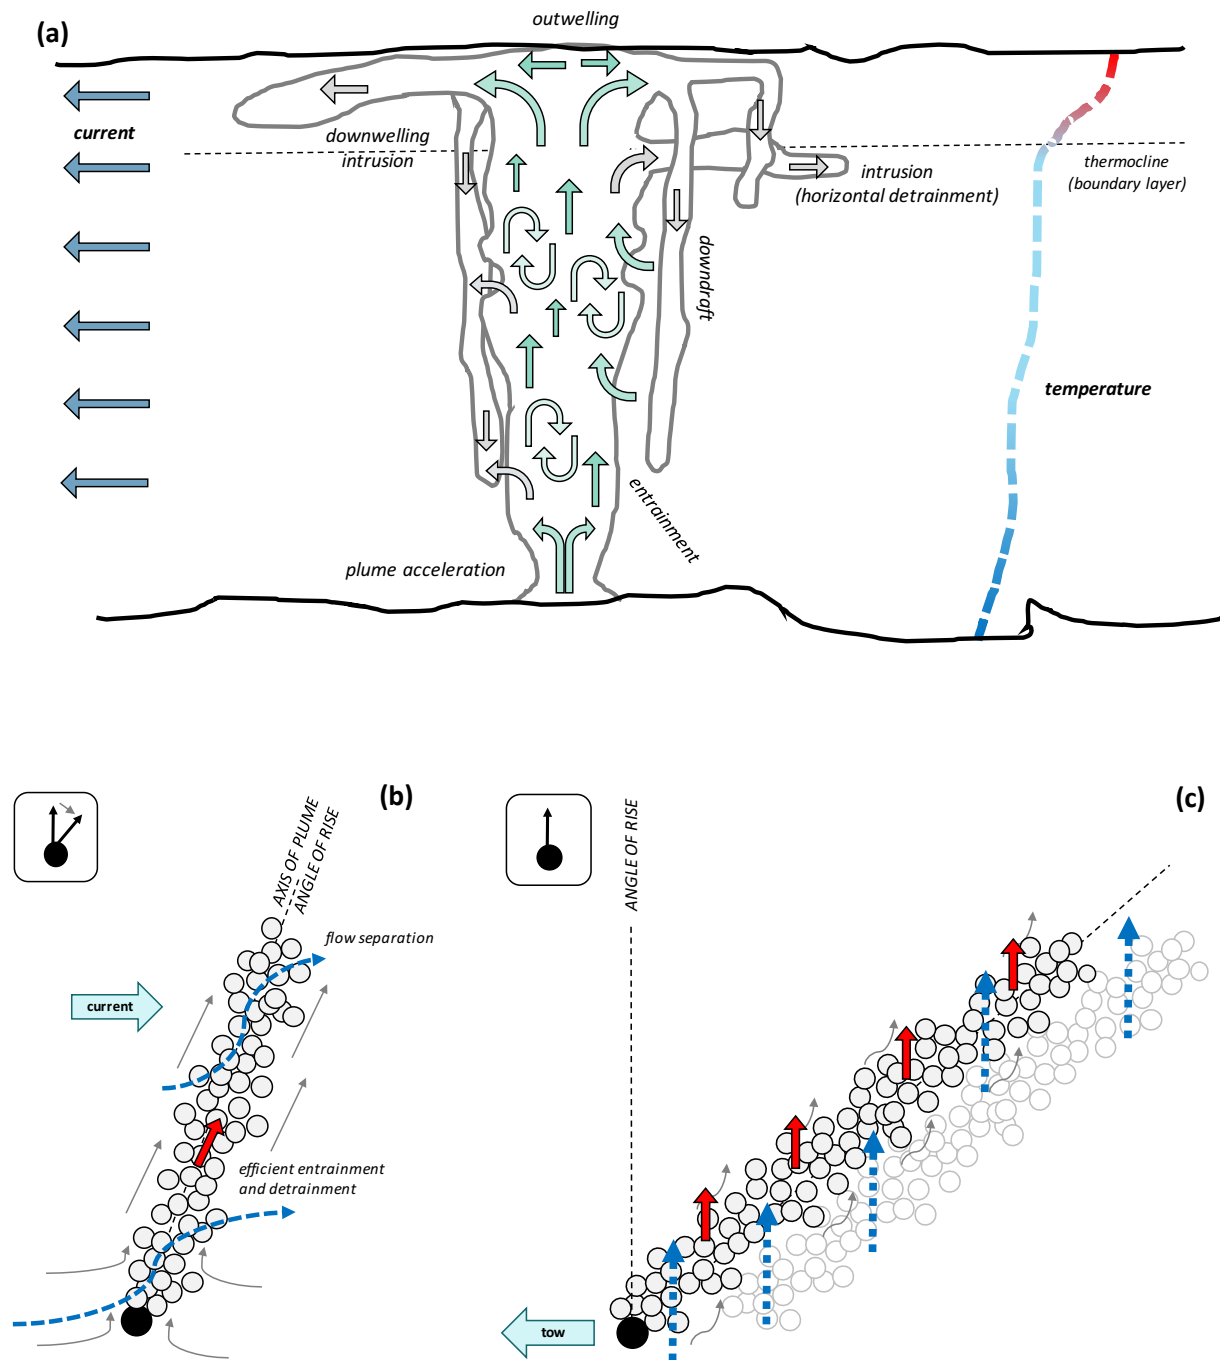 (a)
outwelling
current
downwelling
intrusion
thermocline
(boundary layer)
intrusion
(horizontal detrainment)
downdraft
temperature
entrainment
plume acceleration
(b)
AXIS OF PLUME
ANGLE OF RISE
flow separation
current
efficient entrainment
and detrainment
(c)
ANGLE OF RISE
tow